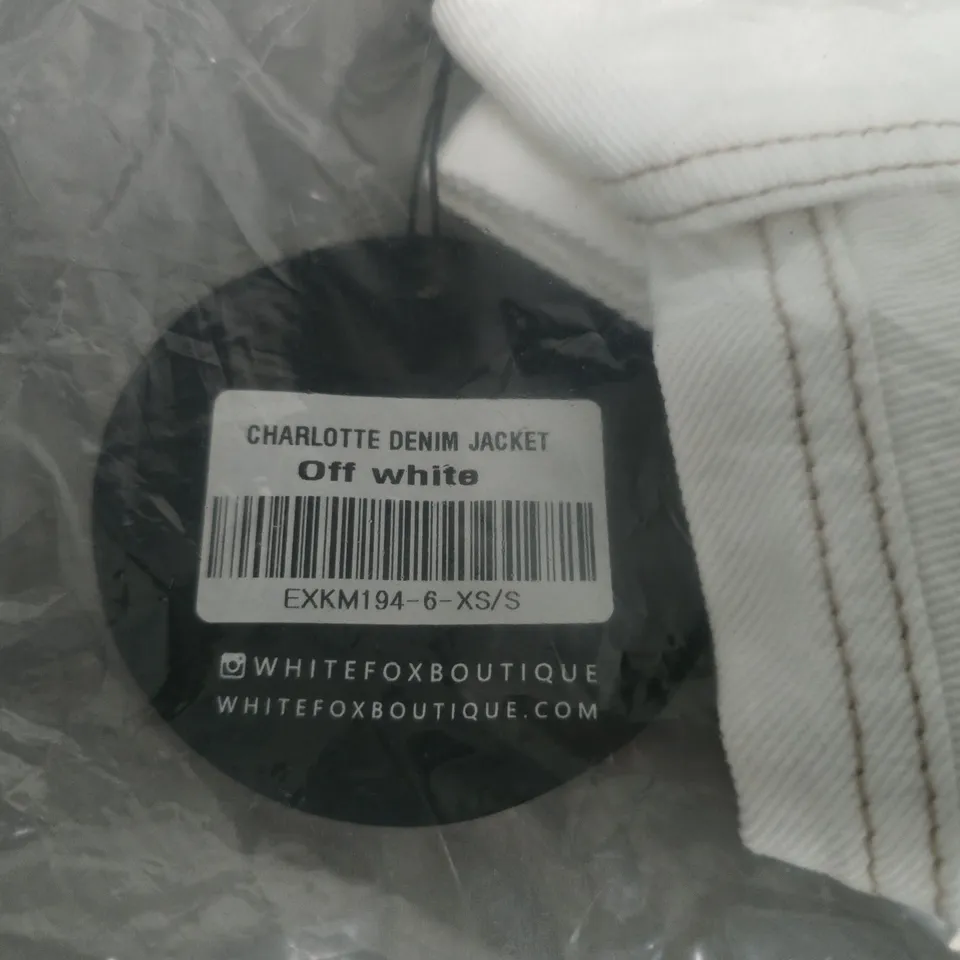 CHARLOTTE DENIM JACKET
Off white
EXKM194-6-XS/S
WHITEFOXBOUTIQUE
WHITEFOXBOUTIQUE.COM